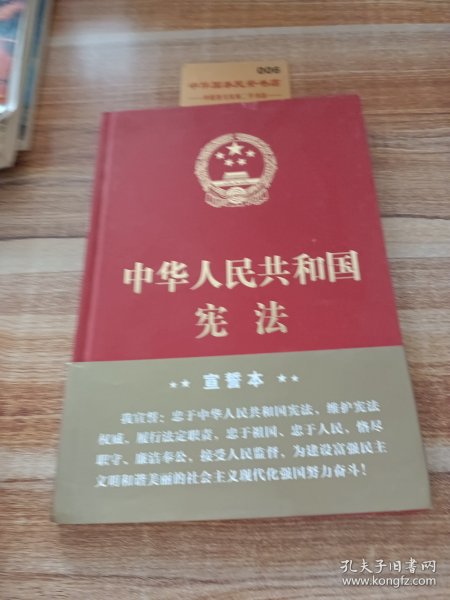 006
中华人民共和国
宪法
★★ 宣誓本 ★★
我宣誓：忠于中华人民共和国宪法、维护宪法
权威、履行法定职责、忠于祖国、忠于人民，恪尽
职守、廉洁奉公，接受人民监督，为建设富强民主
文明和谐美丽的社会主义现代化强国努力奋斗！
孔夫子旧书网
www.kongfz.com